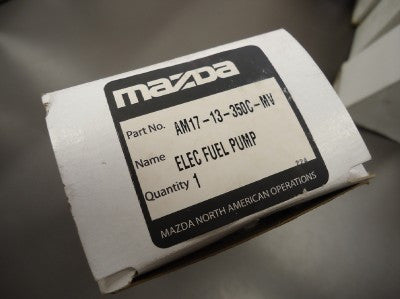 mazda
Part No. AM17-13-350C-MV
Name ELEC FUEL PUMP
Quantity 1
MAZDA NORTH AMERICAN OPERATIONS